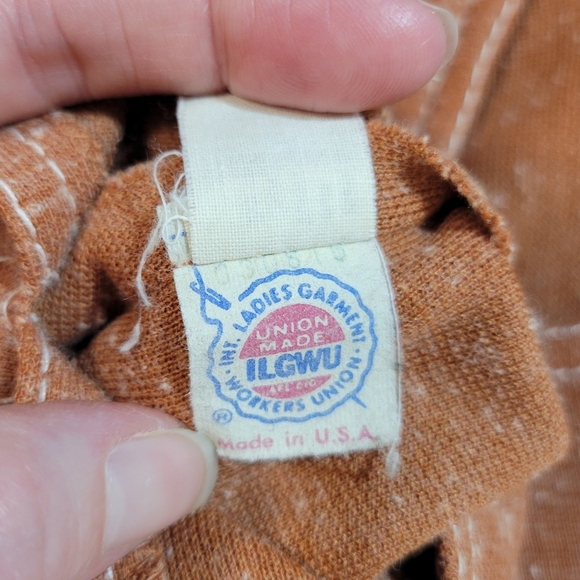 INT. LADIES GARMENT
UNION
MADE
ILGWU
AFL CIO
· WORKERS UNION ·
®
Made in U.S.A.